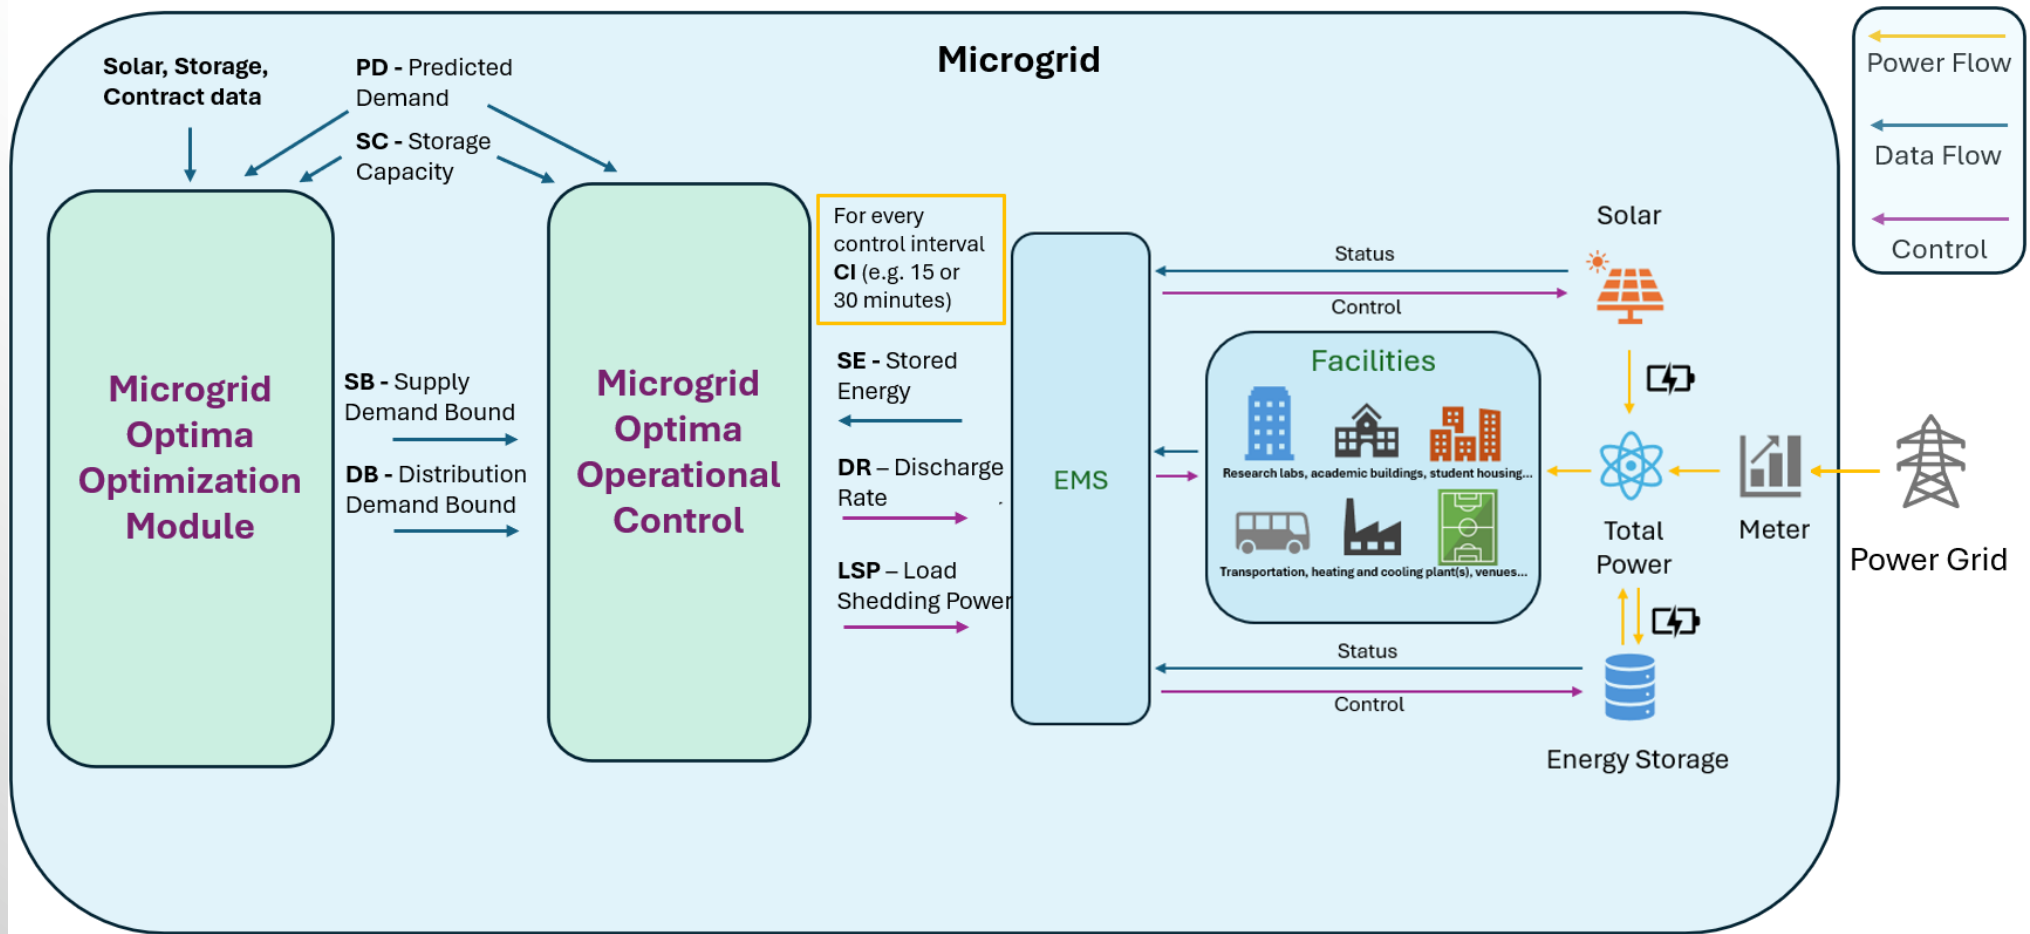 Microgrid
Solar, Storage,
Contract data
PD - Predicted
Demand
SC - Storage
Capacity
Microgrid
Optima
Optimization
Module
SB - Supply
Demand Bound
DB - Distribution
Demand Bound
Microgrid
Optima
Operational
Control
For every
control interval
CI (e.g. 15 or
30 minutes)
SE - Stored
Energy
DR – Discharge
Rate
LSP – Load
Shedding Power
EMS
Status
Control
Facilities
Research labs, academic buildings, student housing...
Transportation, heating and cooling plant(s), venues...
Status
Control
Solar
Total
Power
Energy Storage
Meter
Power Grid
Power Flow
Data Flow
Control